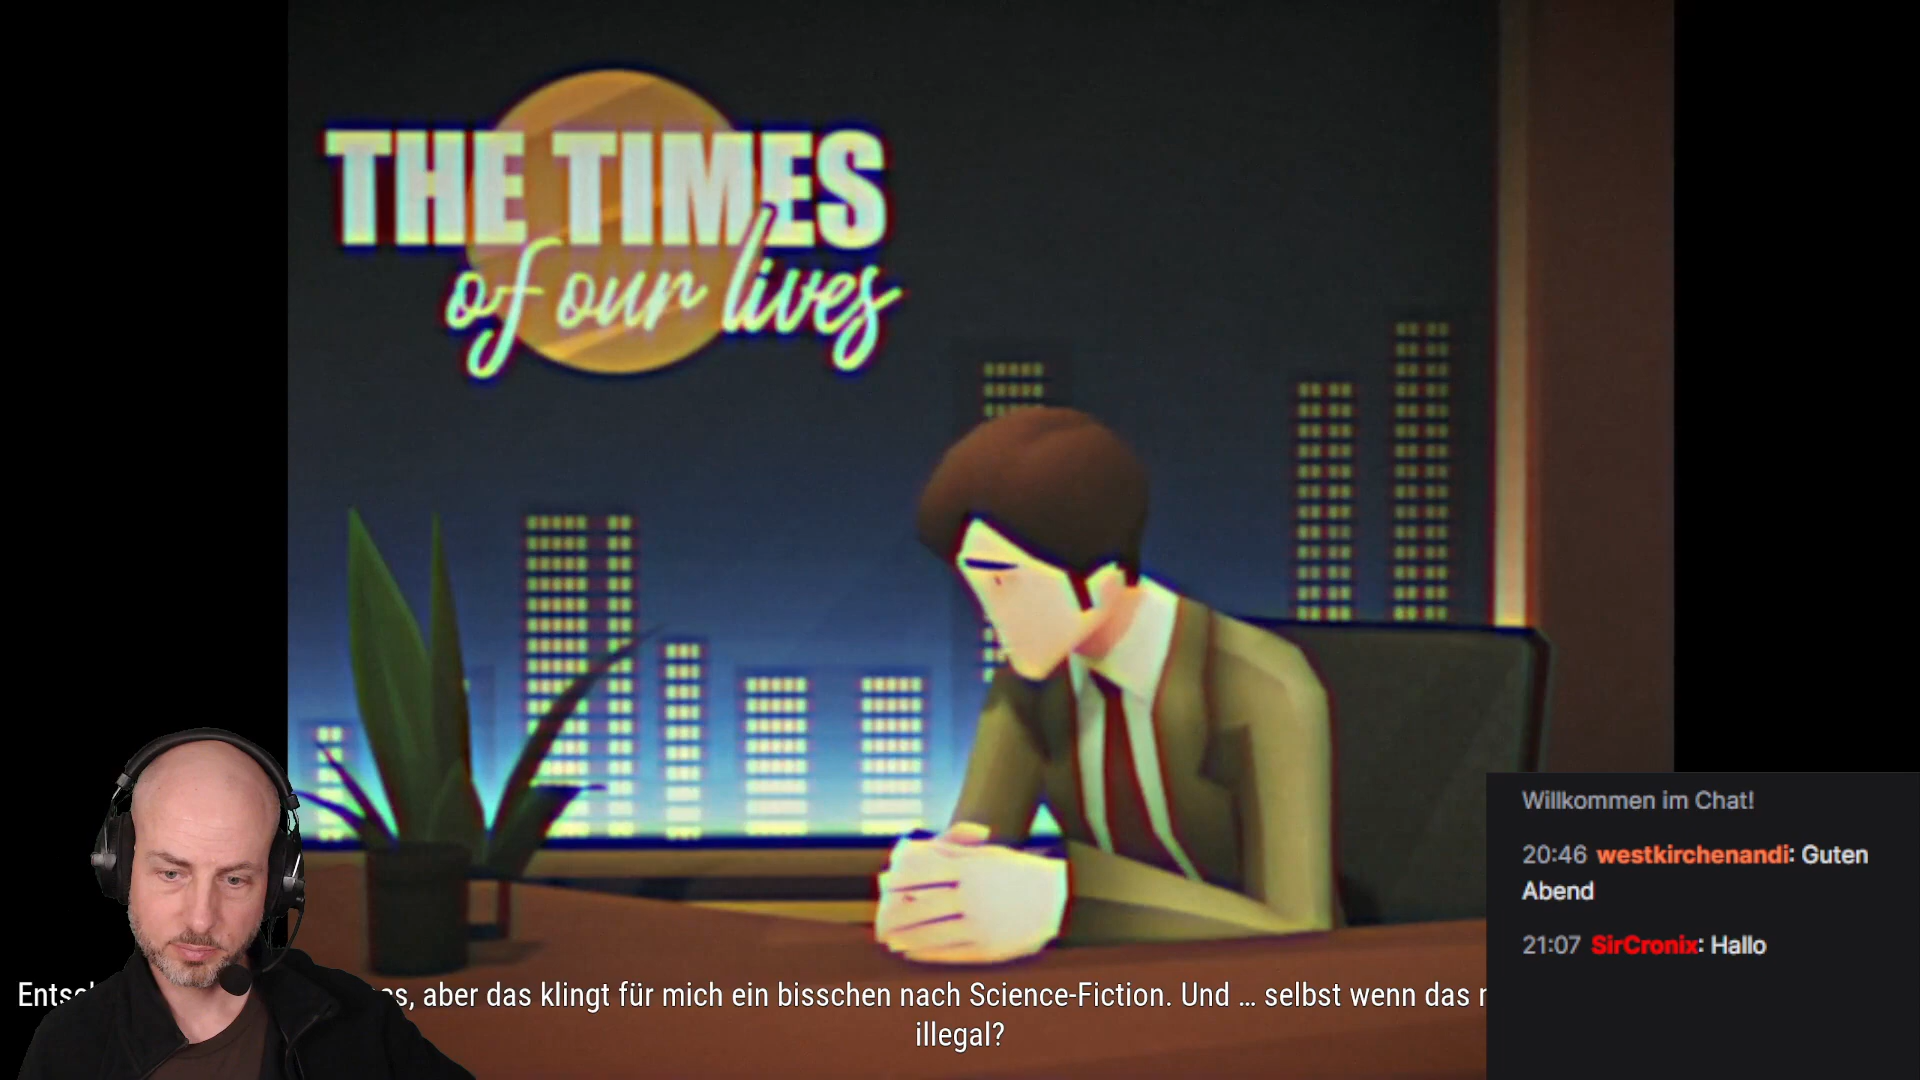 THE TIMES
of our lives
Willkommen im Chat!
20:46 westkirchenandi: Guten
Abend
21:07 SirCronix: Hallo
aber das klingt für mich ein bisschen nach Science-Fiction. Und … selbst wenn das
illegal?